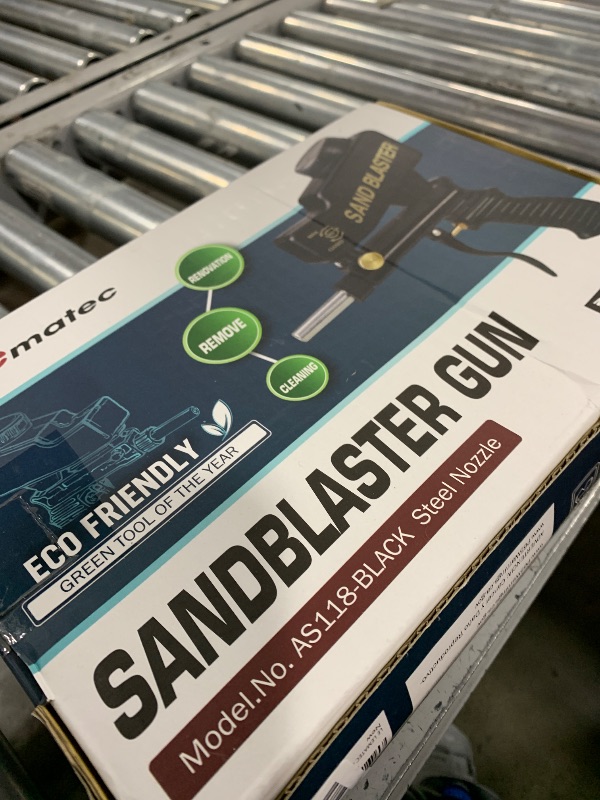 matec
SAND BLASTER
RENOVATION
REMOVE
CLEANING
ECO FRIENDLY
GREEN TOOL OF THE YEAR
SANDBLASTER GUN
Model.No. AS118-BLACK Steel Nozzle